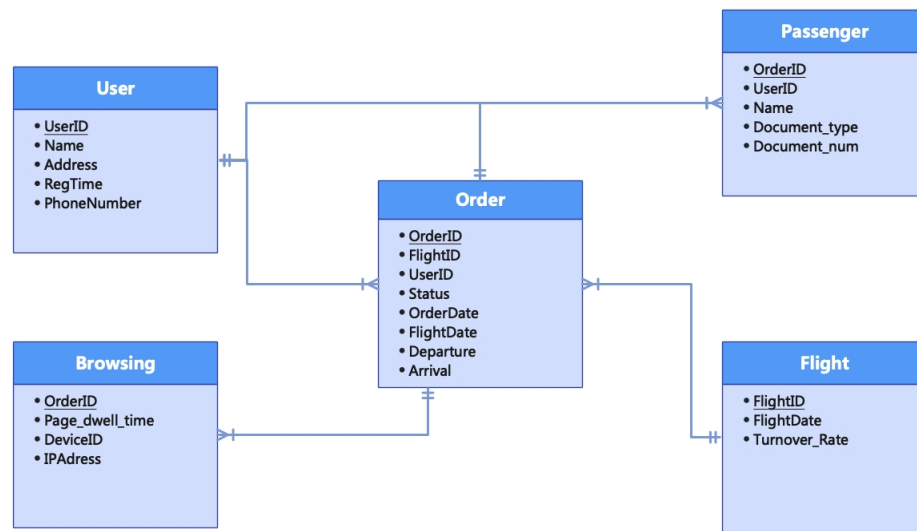 User
• UserID
• Name
• Address
• RegTime
• PhoneNumber
Passenger
• OrderID
• UserID
• Name
• Document_type
• Document_num
Order
• OrderID
• FlightID
• UserID
• Status
• OrderDate
• FlightDate
• Departure
• Arrival
Browsing
• OrderID
• Page_dwell_time
• DeviceID
• IPAdress
Flight
• FlightID
• FlightDate
• Turnover_Rate